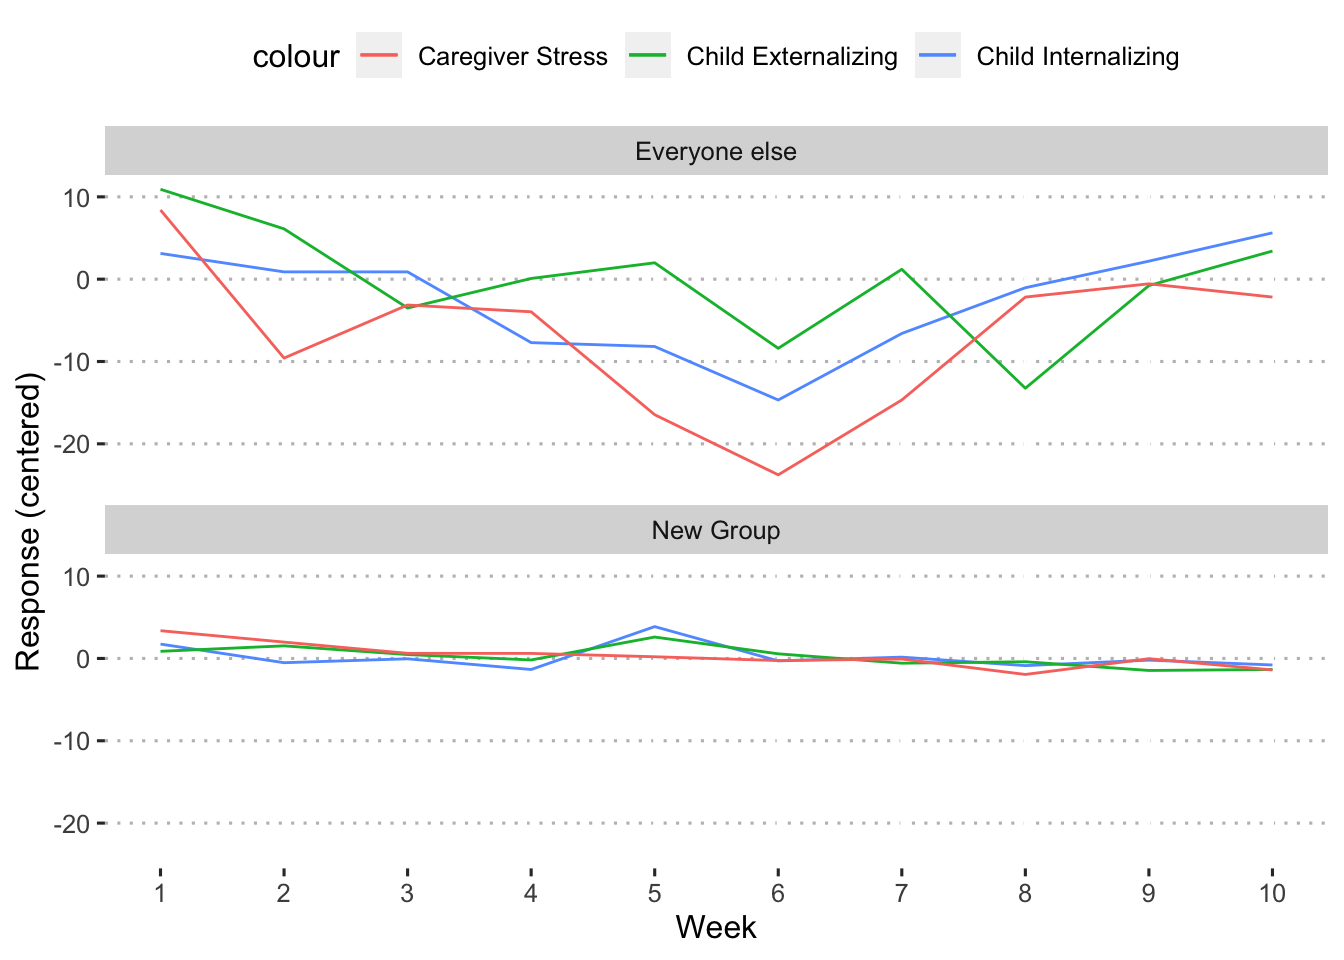 colour Caregiver Stress Child Externalizing Child Internalizing
Everyone else
10
0
-10
-20
Response (centered)
New Group
10
0
-10
-20
1 2 3 4 5 6 7 8 9 10
Week